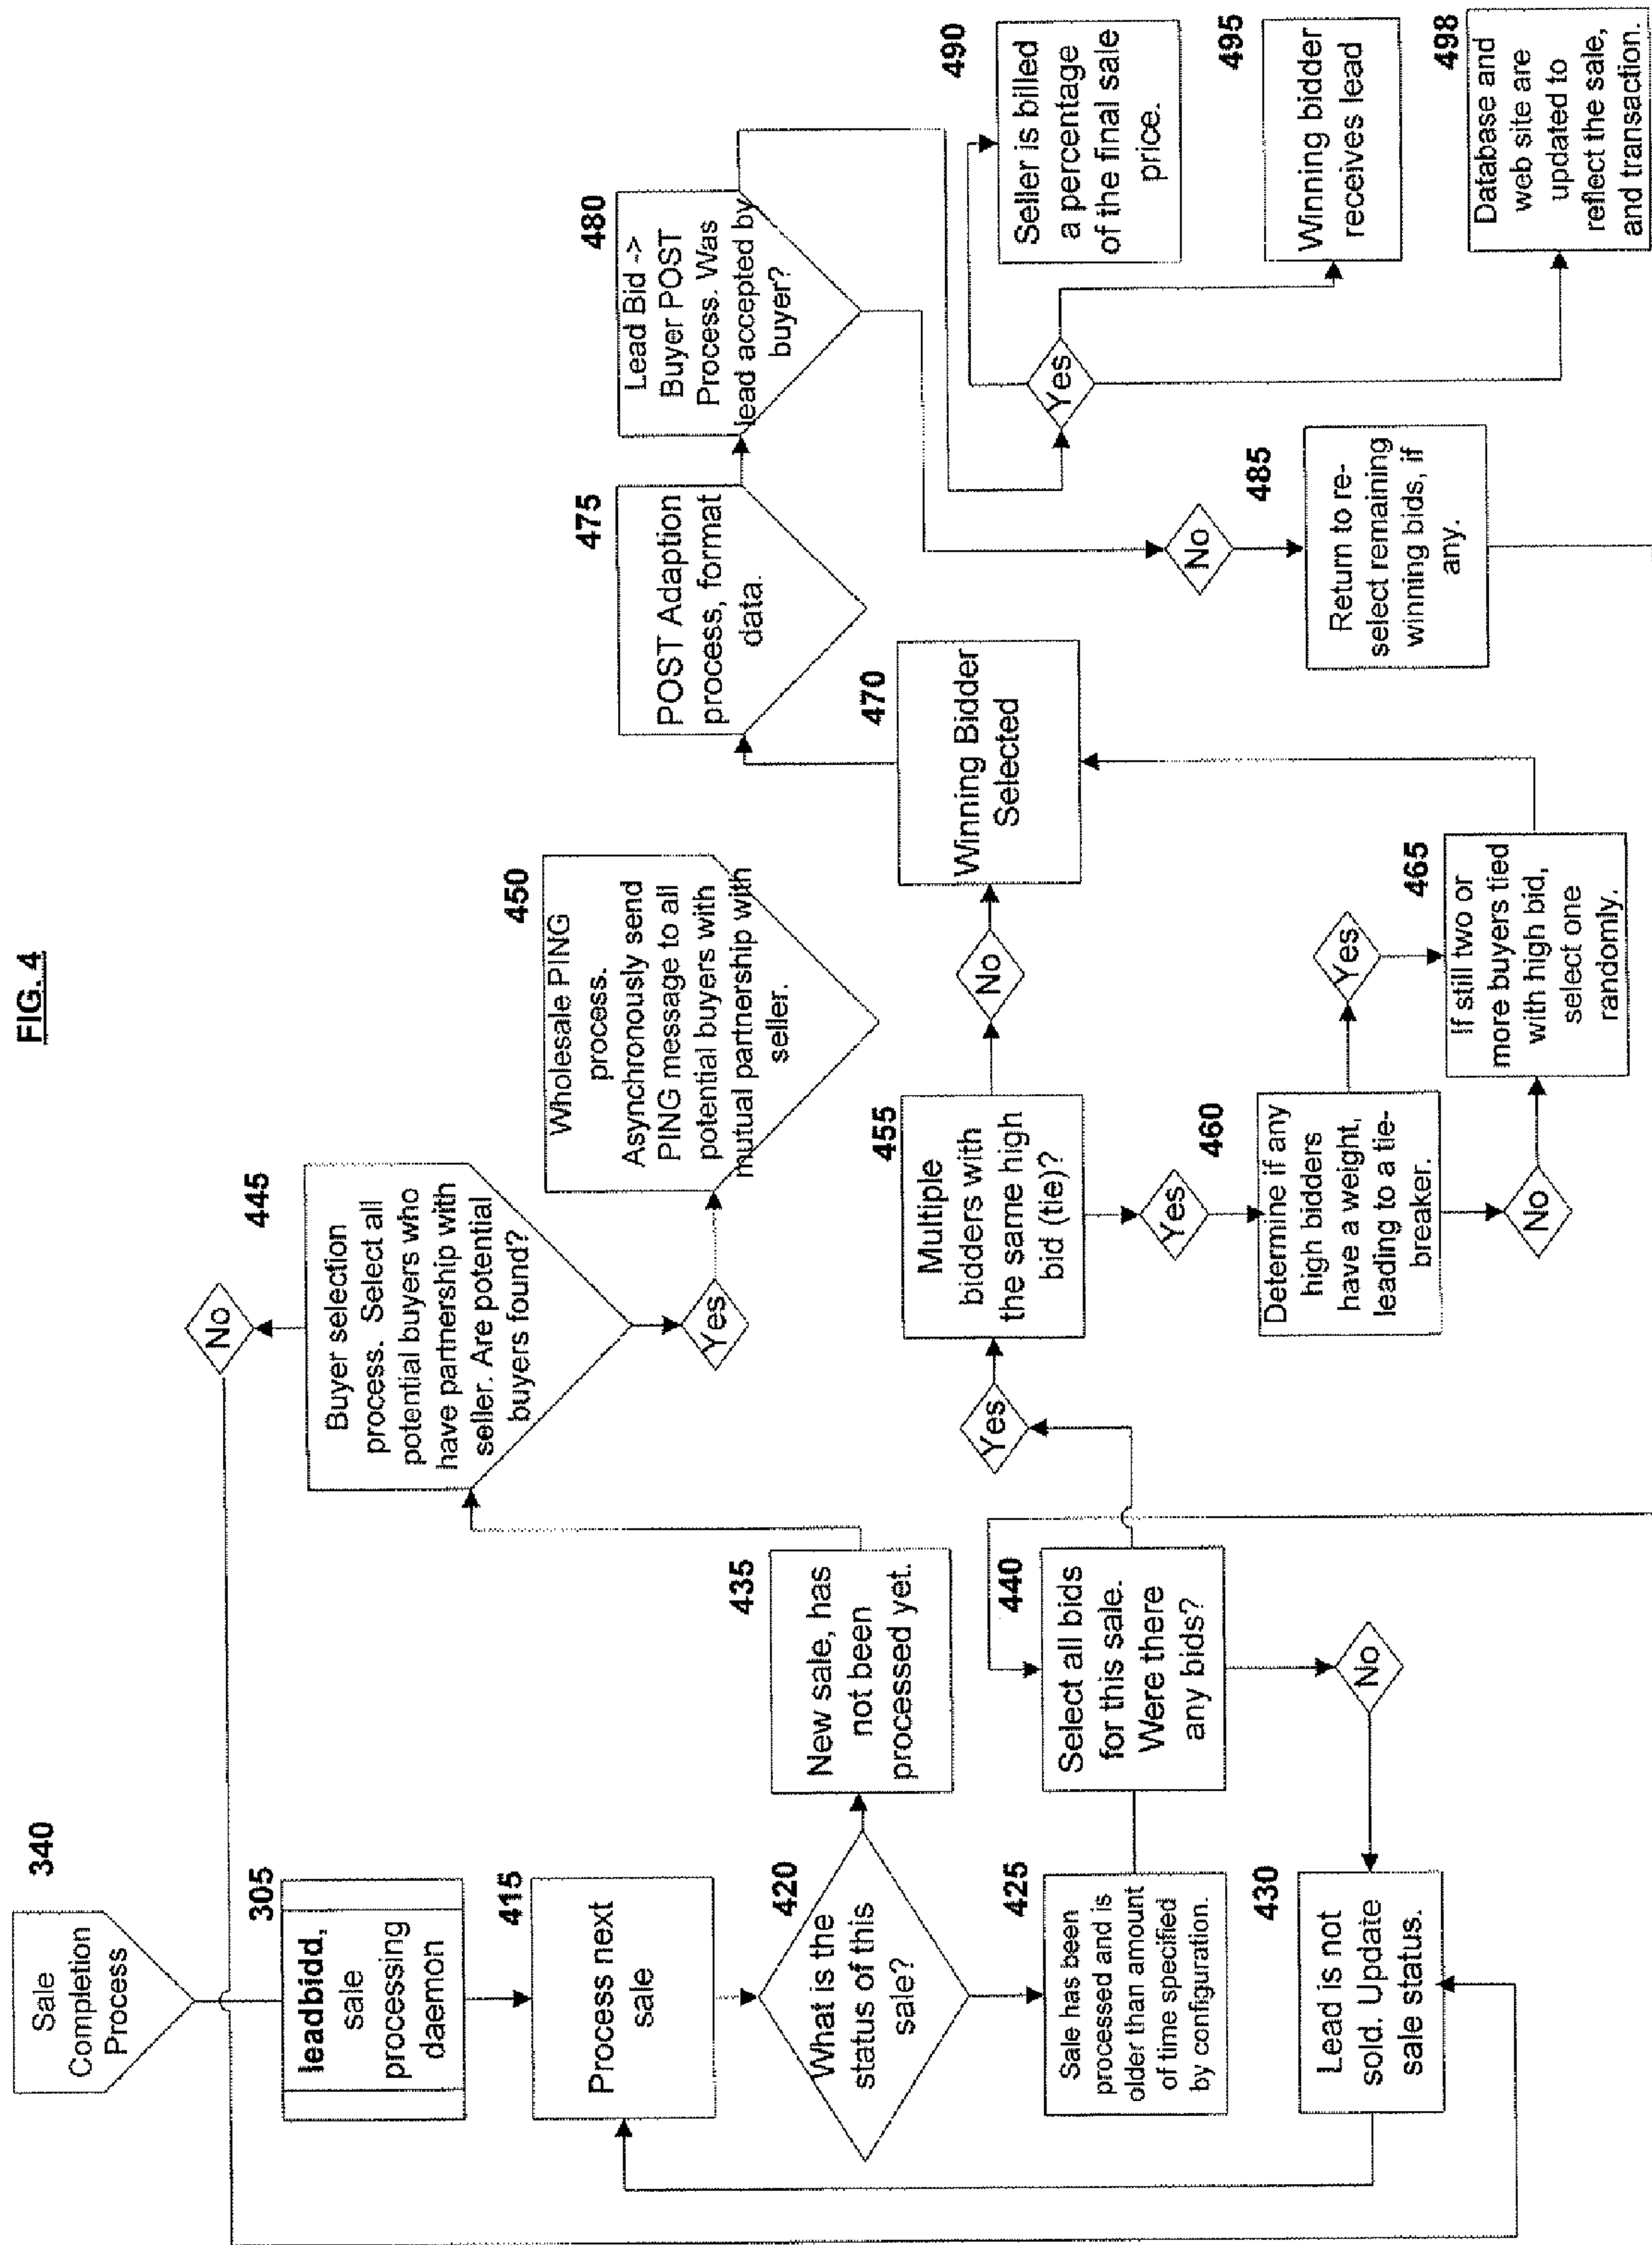 FIG. 4
340
Sale
Completion
Process
305
leadbidd,
sale
processing
daemon
415
Process next
sale
420
What is the
status of this
sale?
425
Sale has been
processed and is
older than amount
of time specified
by configuration.
430
Lead is not
sold. Update
sale status.
435
New sale, has
not been
processed yet.
440
Select all bids
for this sale.
Were there
any bids?
No
Yes
445
Buyer selection
process. Select all
potential buyers who
have partnership with
seller. Are potential
buyers found?
No
Yes
450
Wholesale PING
process.
Asynchronously send
PING message to all
potential buyers with
mutual partnership with
seller.
455
Multiple
bidders with
the same high
bid (tie)?
No
Yes
460
Determine if any
high bidders
have a weight,
leading to a tie-
breaker.
Yes
No
465
If still two or
more buyers tied
with high bid,
select one
randomly.
470
Winning Bidder
Selected
475
POST Adaption
process, format
data.
480
Lead Bid ->
Buyer POST
Process. Was
lead accepted by
buyer?
No
Yes
485
Return to re-
select remaining
winning bids, if
any.
490
Seller is billed
a percentage
of the final sale
price.
495
Winning bidder
receives lead
498
Database and
web site are
updated to
reflect the sale,
and transaction.